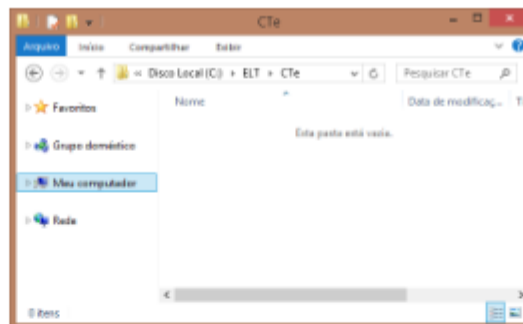 CTe
Arquivo Início Compartilhar Exibir
« Disco Local (C:) ▸ ELT ▸ CTe
Pesquisar CTe
Nome
Data de modificaç...
Esta pasta está vazia.
Favoritos
Grupo doméstico
Meu computador
Rede
0 itens